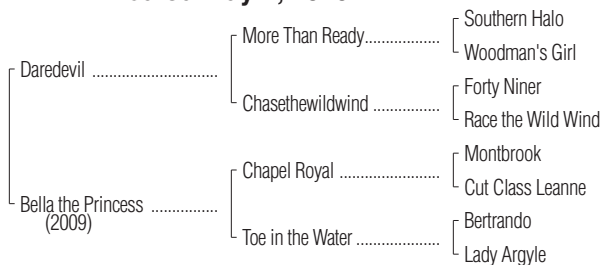 Southern Halo
More Than Ready
Woodman's Girl
Daredevil
Forty Niner
Chasethewildwind
Race the Wild Wind
Montbrook
Chapel Royal
Cut Class Leanne
Bella the Princess
(2009)
Bertrando
Toe in the Water
Lady Argyle